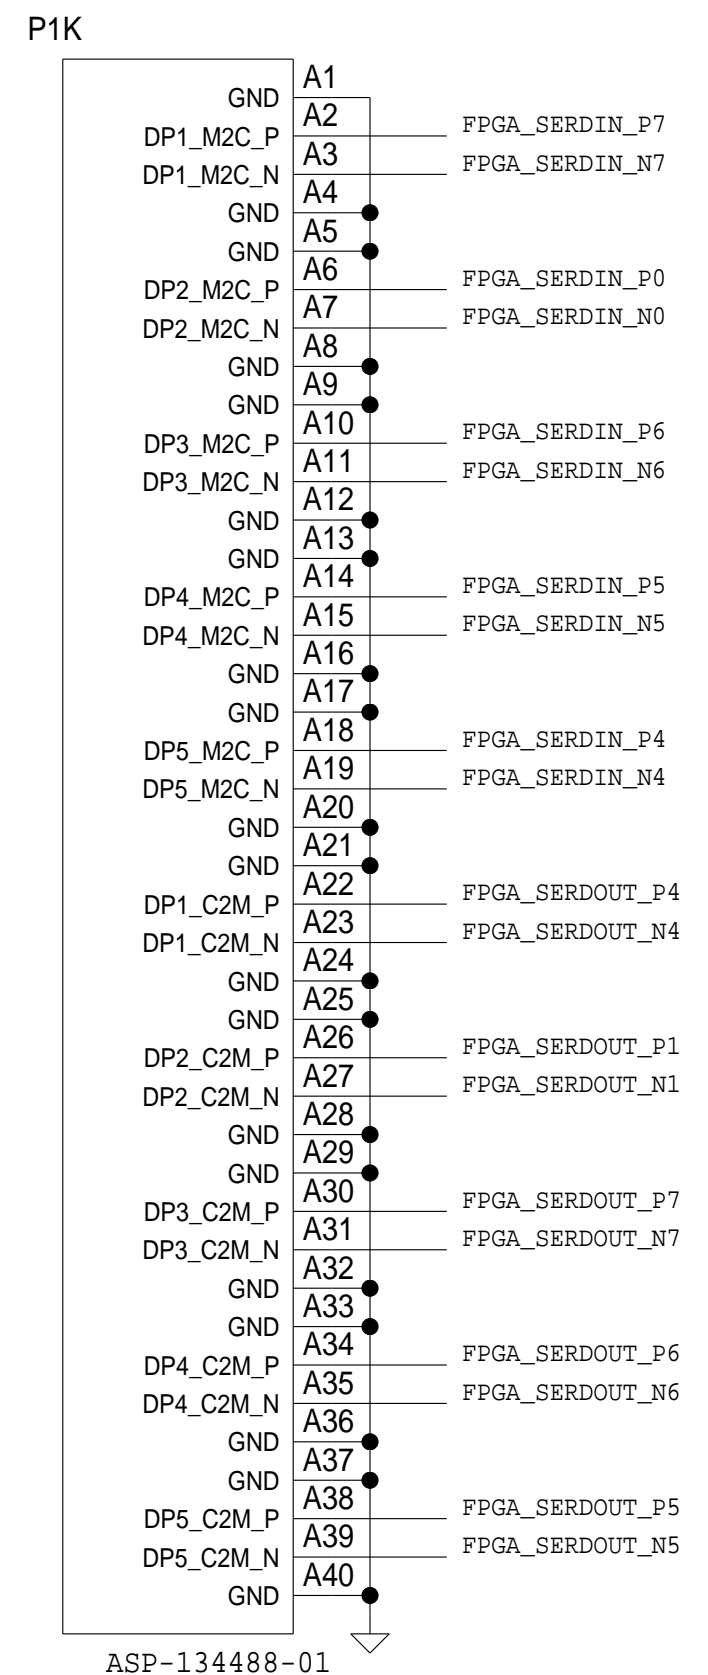 P1K
GND A1
DP1_M2C_P A2 FPGA_SERDIN_P7
DP1_M2C_N A3 FPGA_SERDIN_N7
GND A4
GND A5
DP2_M2C_P A6 FPGA_SERDIN_P0
DP2_M2C_N A7 FPGA_SERDIN_N0
GND A8
GND A9
DP3_M2C_P A10 FPGA_SERDIN_P6
DP3_M2C_N A11 FPGA_SERDIN_N6
GND A12
GND A13
DP4_M2C_P A14 FPGA_SERDIN_P5
DP4_M2C_N A15 FPGA_SERDIN_N5
GND A16
GND A17
DP5_M2C_P A18 FPGA_SERDIN_P4
DP5_M2C_N A19 FPGA_SERDIN_N4
GND A20
GND A21
DP1_C2M_P A22 FPGA_SERDOUT_P4
DP1_C2M_N A23 FPGA_SERDOUT_N4
GND A24
GND A25
DP2_C2M_P A26 FPGA_SERDOUT_P1
DP2_C2M_N A27 FPGA_SERDOUT_N1
GND A28
GND A29
DP3_C2M_P A30 FPGA_SERDOUT_P7
DP3_C2M_N A31 FPGA_SERDOUT_N7
GND A32
GND A33
DP4_C2M_P A34 FPGA_SERDOUT_P6
DP4_C2M_N A35 FPGA_SERDOUT_N6
GND A36
GND A37
DP5_C2M_P A38 FPGA_SERDOUT_P5
DP5_C2M_N A39 FPGA_SERDOUT_N5
GND A40
ASP-134488-01